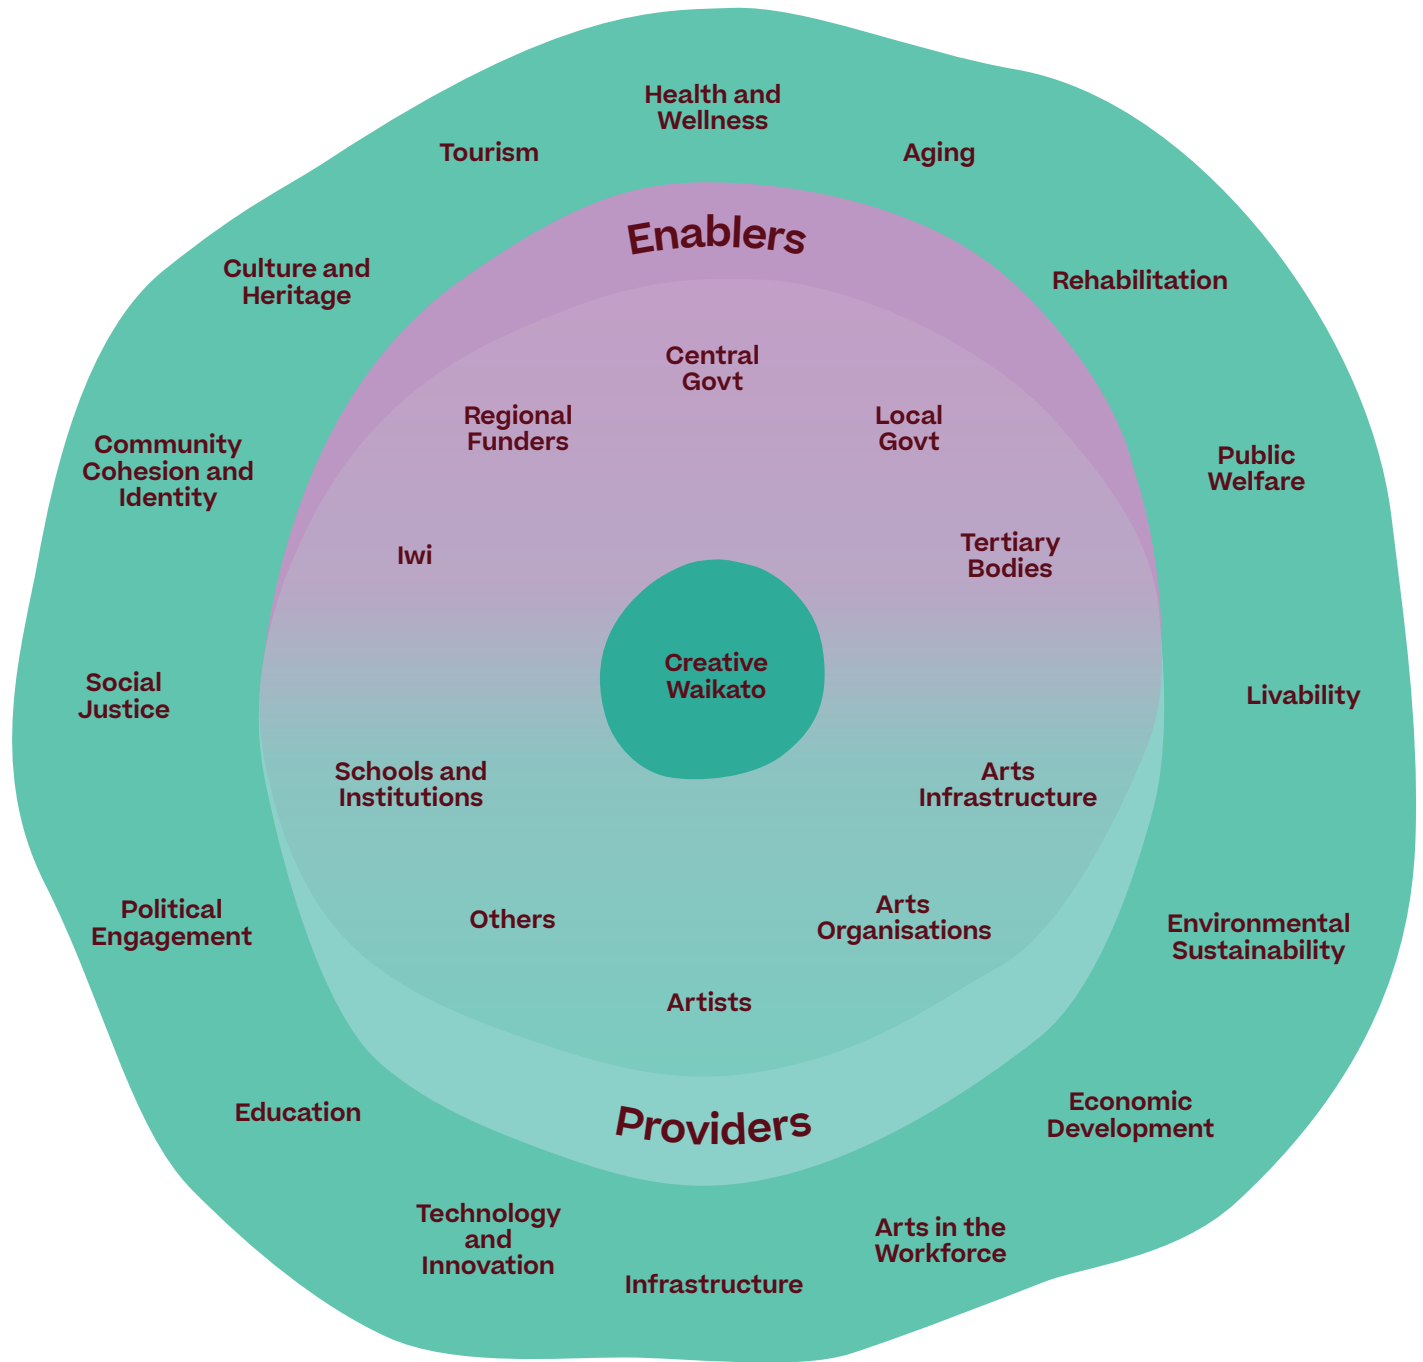 Health and
Wellness
Tourism
Aging
Enablers
Culture and
Heritage
Rehabilitation
Central
Govt
Regional
Funders
Local
Govt
Community
Cohesion and
Identity
Public
Welfare
Iwi
Tertiary
Bodies
Creative
Waikato
Social
Justice
Livability
Schools and
Institutions
Arts
Infrastructure
Political
Engagement
Others
Arts
Organisations
Environmental
Sustainability
Artists
Education
Providers
Economic
Development
Technology
and
Innovation
Arts in the
Workforce
Infrastructure